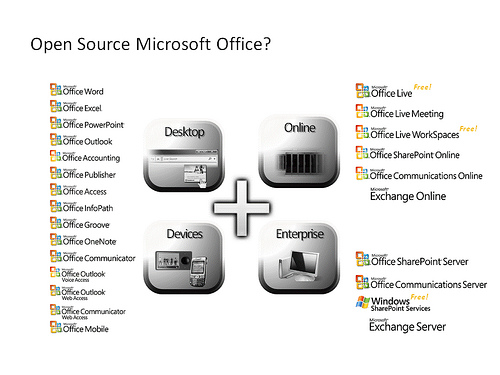 Open Source Microsoft Office?
Microsoft
Office Word
Microsoft
Office Excel
Microsoft
Office PowerPoint
Microsoft
Office Outlook
Microsoft
Office Accounting
Microsoft
Office Publisher
Microsoft
Office Access
Microsoft
Office InfoPath
Microsoft
Office Groove
Microsoft
Office OneNote
Microsoft
Office Communicator
Microsoft
Office Outlook
Voice Access
Microsoft
Office Outlook
Web Access
Microsoft
Office Communicator
Web Access
Microsoft
Office Mobile
Desktop
Online
Devices
Enterprise
Free!
Microsoft
Office Live
Microsoft
Office Live Meeting
Free!
Microsoft
Office Live WorkSpaces
Microsoft
Office SharePoint Online
Microsoft
Office Communications Online
Microsoft
Exchange Online
Microsoft
Office SharePoint Server
Microsoft
Office Communications Server
Free!
Windows
SharePoint Services
Microsoft
Exchange Server